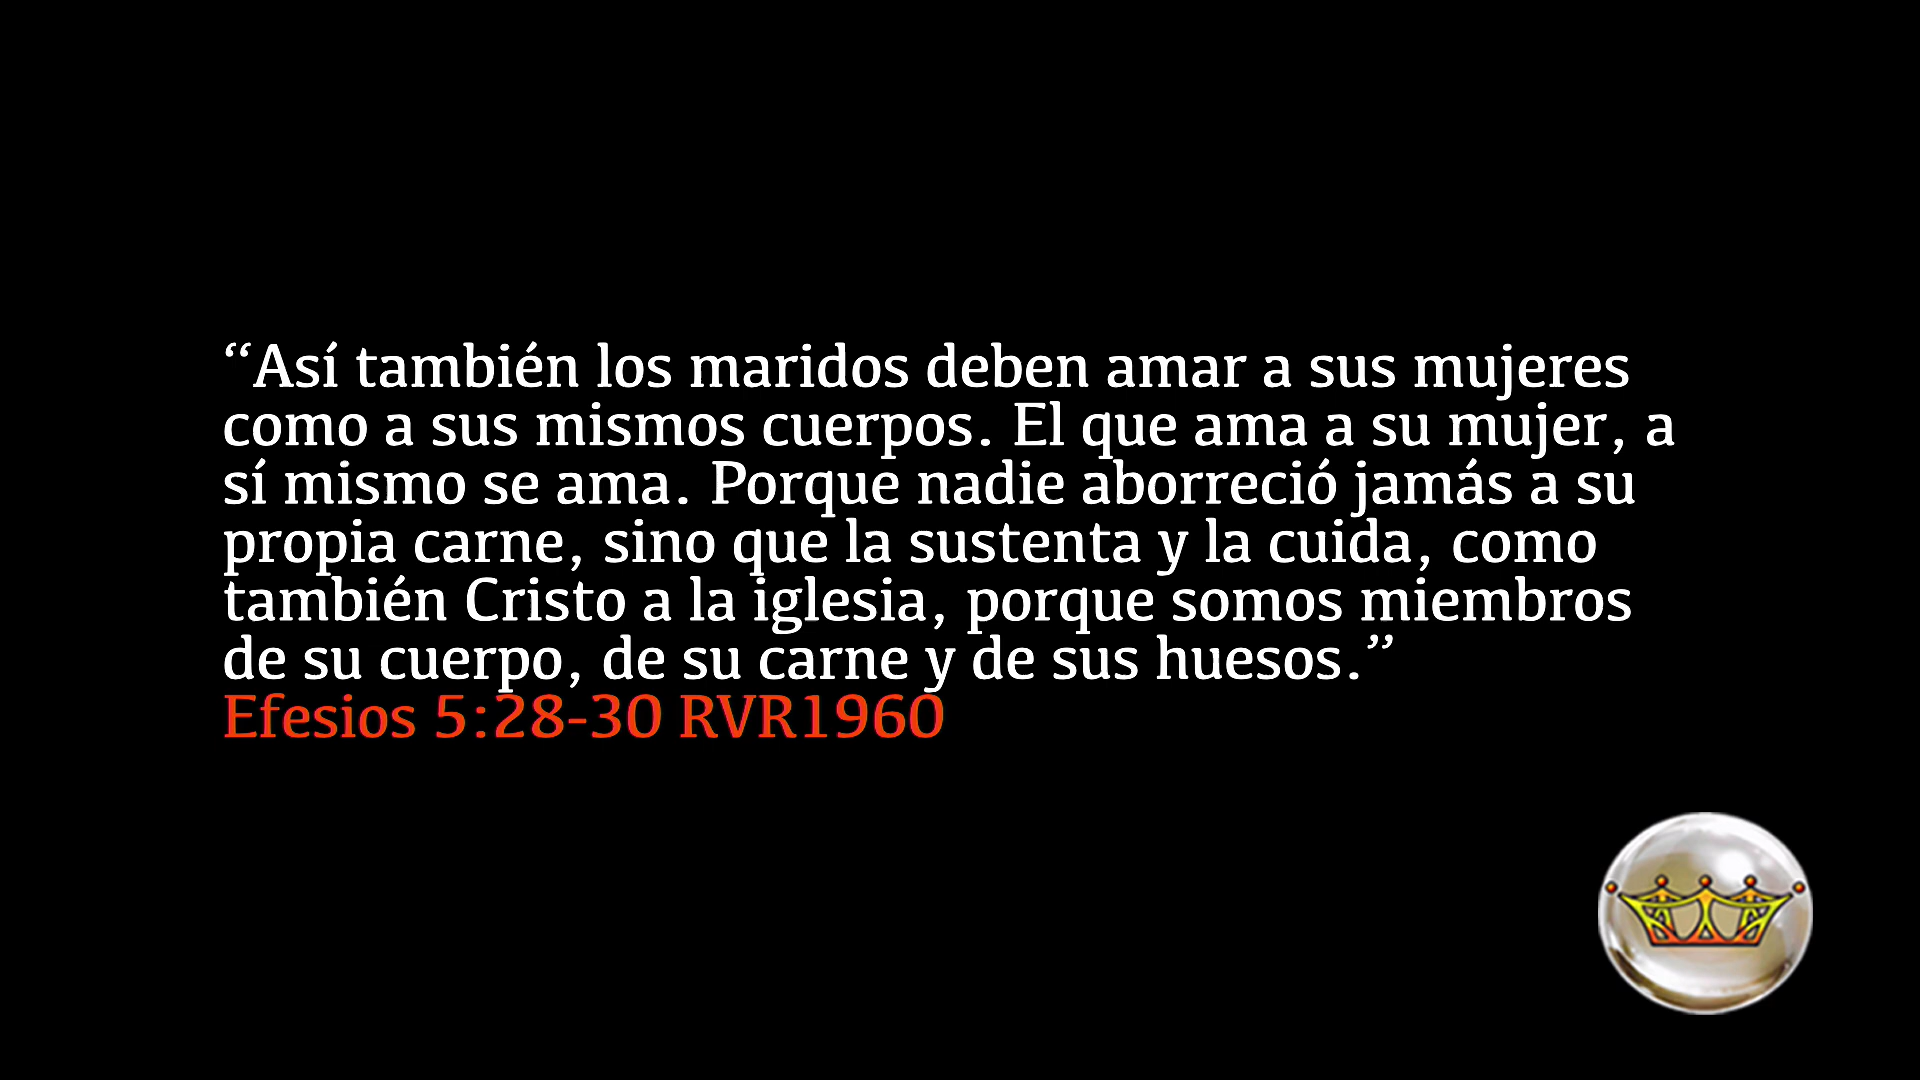 “Así también los maridos deben amar a sus mujeres
como a sus mismos cuerpos. El que ama a su mujer, a
sí mismo se ama. Porque nadie aborreció jamás a su
propia carne, sino que la sustenta y la cuida, como
también Cristo a la iglesia, porque somos miembros
de su cuerpo, de su carne y de sus huesos.”
Efesios 5:28-30 RVR1960